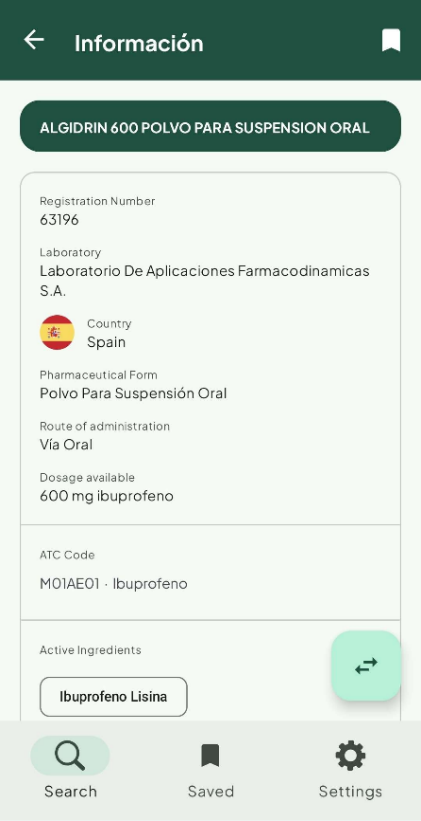 Información
ALGIDRIN 600 POLVO PARA SUSPENSION ORAL
Registration Number
63196
Laboratory
Laboratorio De Aplicaciones Farmacodinamicas
S.A.
Country
Spain
Pharmaceutical Form
Polvo Para Suspensión Oral
Route of administration
Vía Oral
Dosage available
600 mg ibuprofeno
ATC Code
M01AE01 · Ibuprofeno
Active Ingredients
Ibuprofeno Lisina
Search
Saved
Settings